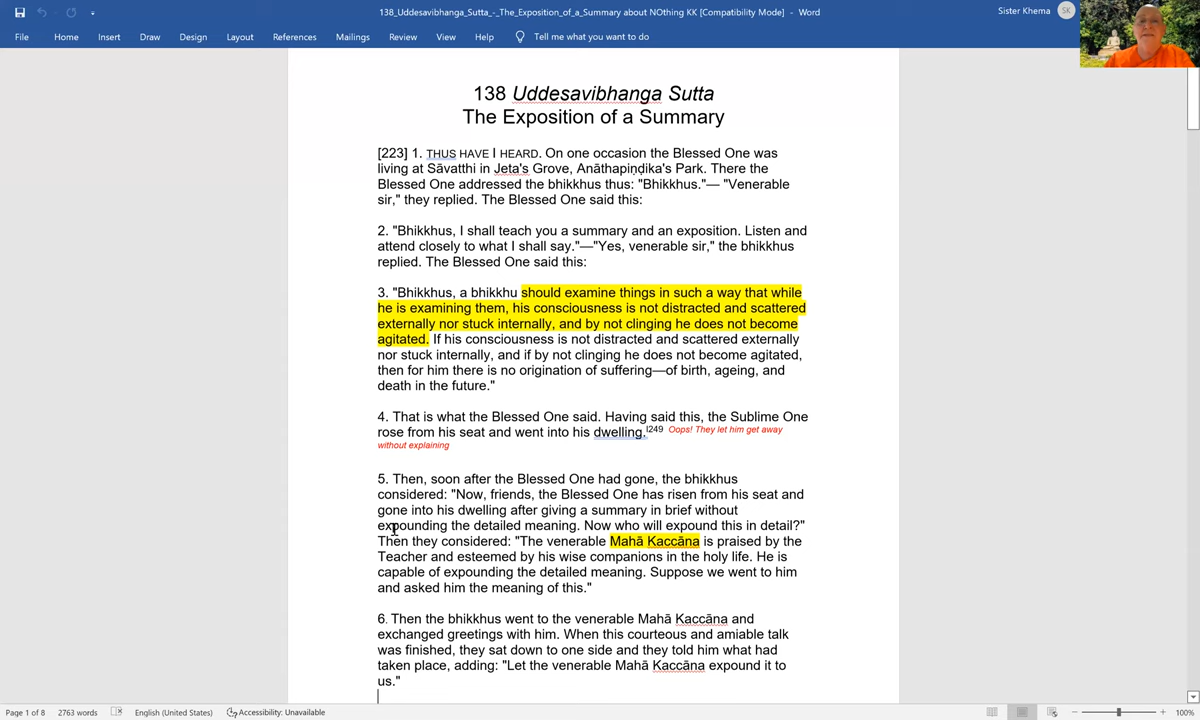 138_Uddesavibhanga_Sutta_-_The_Exposition_of_a_Summary about NOthing KK [Compatibility Mode] - Word
Sister Khema SK
File Home Insert Draw Design Layout References Mailings Review View Help Tell me what you want to do
138 Uddesavibhanga Sutta
The Exposition of a Summary
[223] 1. THUS HAVE I HEARD. On one occasion the Blessed One was
living at Sāvatthi in Jeta's Grove, Anāthapiṇḍika's Park. There the
Blessed One addressed the bhikkhus thus: "Bhikkhus."— "Venerable
sir," they replied. The Blessed One said this:
2. "Bhikkhus, I shall teach you a summary and an exposition. Listen and
attend closely to what I shall say."—"Yes, venerable sir," the bhikkhus
replied. The Blessed One said this:
3. "Bhikkhus, a bhikkhu should examine things in such a way that while
he is examining them, his consciousness is not distracted and scattered
externally nor stuck internally, and by not clinging he does not become
agitated. If his consciousness is not distracted and scattered externally
nor stuck internally, and if by not clinging he does not become agitated,
then for him there is no origination of suffering—of birth, ageing, and
death in the future."
4. That is what the Blessed One said. Having said this, the Sublime One
rose from his seat and went into his dwelling.I249 Oops! They let him get away
without explaining
5. Then, soon after the Blessed One had gone, the bhikkhus
considered: "Now, friends, the Blessed One has risen from his seat and
gone into his dwelling after giving a summary in brief without
expounding the detailed meaning. Now who will expound this in detail?"
Then they considered: "The venerable Mahā Kaccāna is praised by the
Teacher and esteemed by his wise companions in the holy life. He is
capable of expounding the detailed meaning. Suppose we went to him
and asked him the meaning of this."
6. Then the bhikkhus went to the venerable Mahā Kaccāna and
exchanged greetings with him. When this courteous and amiable talk
was finished, they sat down to one side and they told him what had
taken place, adding: "Let the venerable Mahā Kaccāna expound it to
us."
Page 1 of 8 2763 words English (United States) Accessibility: Unavailable 100%